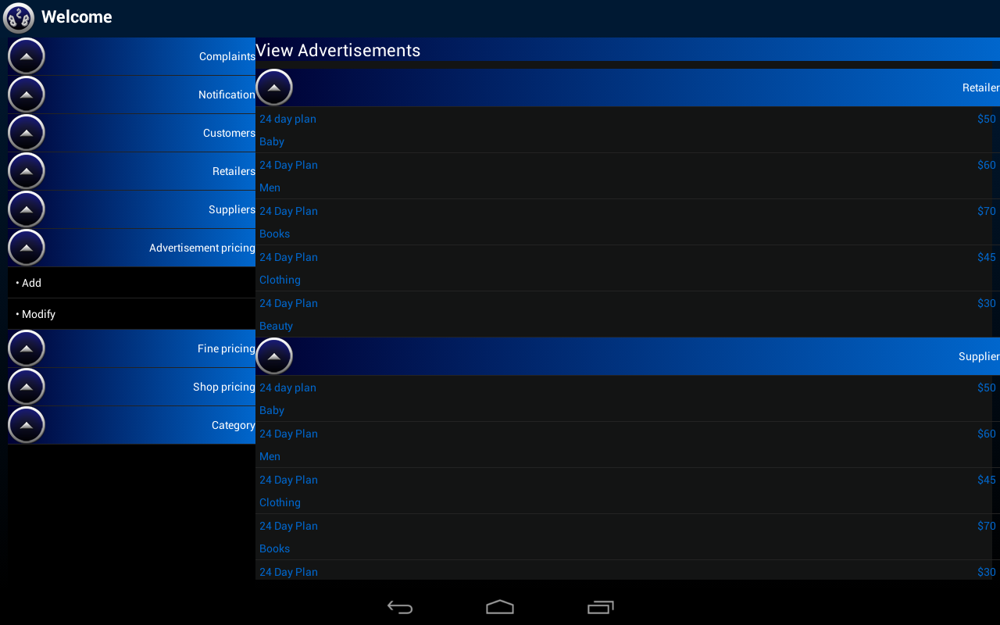 Welcome
Complaints
Notification
Customers
Retailers
Suppliers
Advertisement pricing
• Add
• Modify
Fine pricing
Shop pricing
Category
View Advertisements
Retailer
24 day plan $50
Baby
24 Day Plan $60
Men
24 Day Plan $70
Books
24 Day Plan $45
Clothing
24 Day Plan $30
Beauty
Supplier
24 day plan $50
Baby
24 Day Plan $60
Men
24 Day Plan $45
Clothing
24 Day Plan $70
Books
24 Day Plan $30